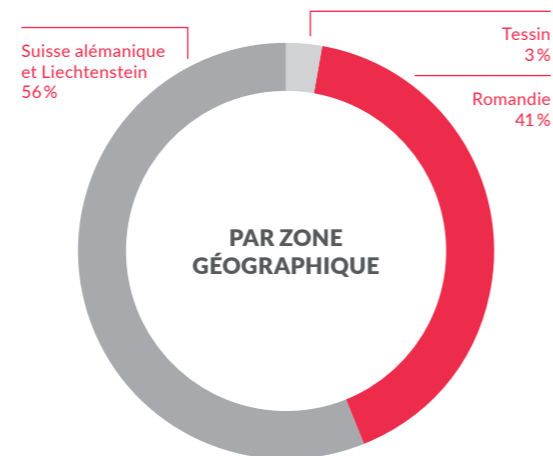 Suisse alémanique
et Liechtenstein
56 %
Tessin
3 %
Romandie
41 %
PAR ZONE
GÉOGRAPHIQUE